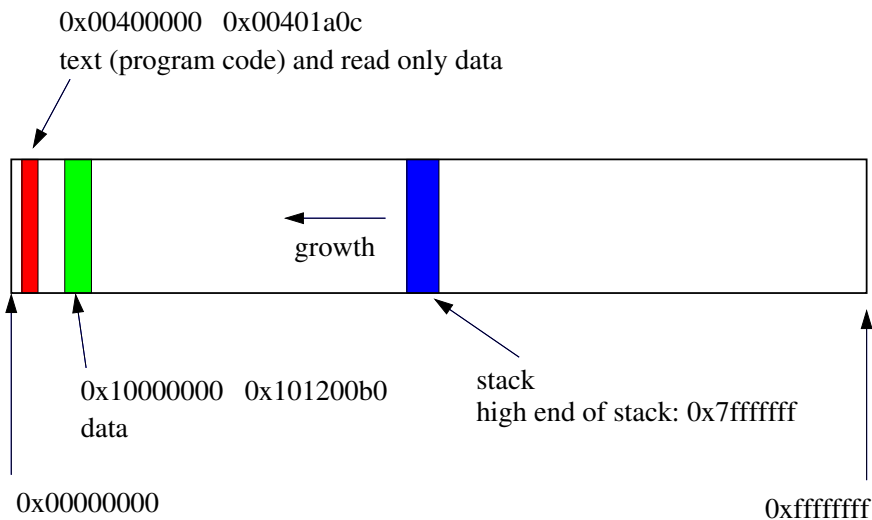 0x00400000 0x00401a0c
text (program code) and read only data
growth
0x10000000 0x101200b0
data
stack
high end of stack: 0x7fffffff
0x00000000
0xffffffff